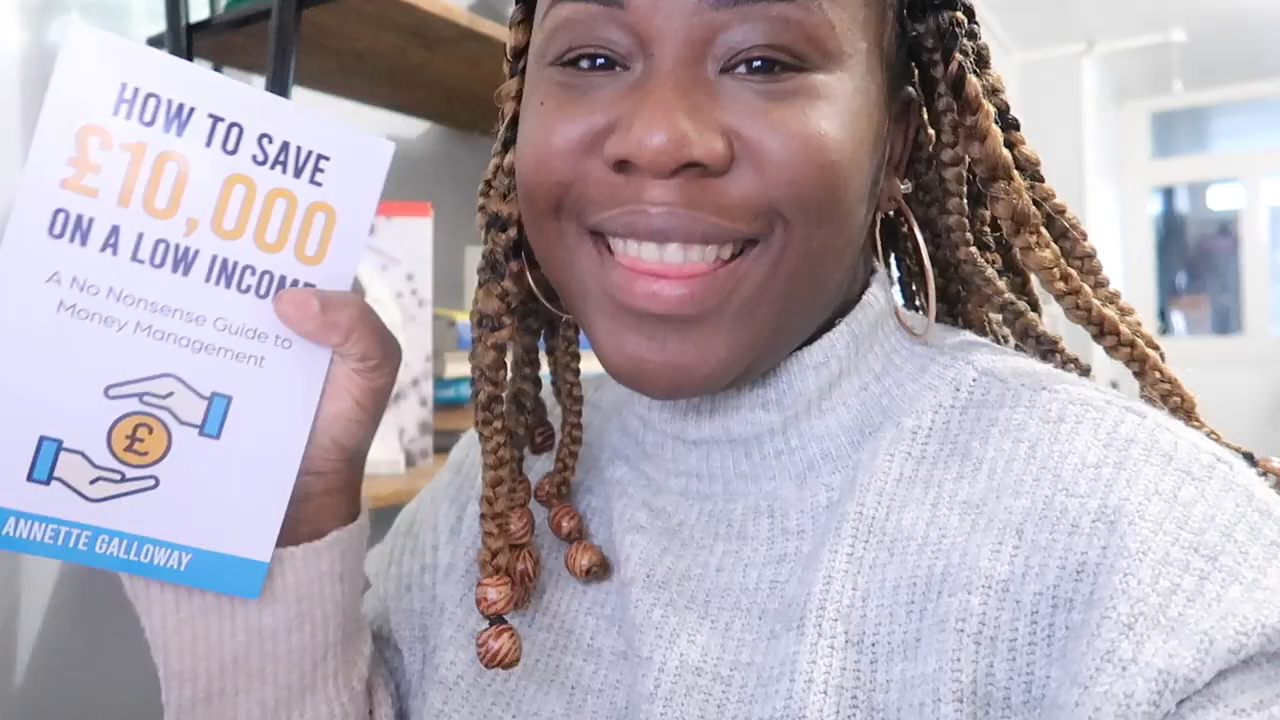 HOW TO SAVE
£10,000
ON A LOW INCOME
A No Nonsense Guide to
Money Management
£
ANNETTE GALLOWAY